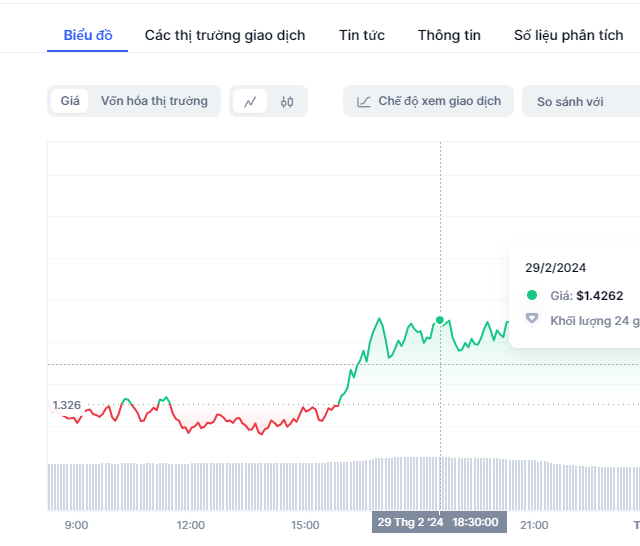 Biểu đồ Các thị trường giao dịch Tin tức Thông tin Số liệu phân tích
Giá Vốn hóa thị trường Chế độ xem giao dịch So sánh với
29/2/2024
Giá: $1.4262
Khối lượng 24 g
1.326
29 Thg 2 '24 18:30:00
9:00 12:00 15:00 21:00 T